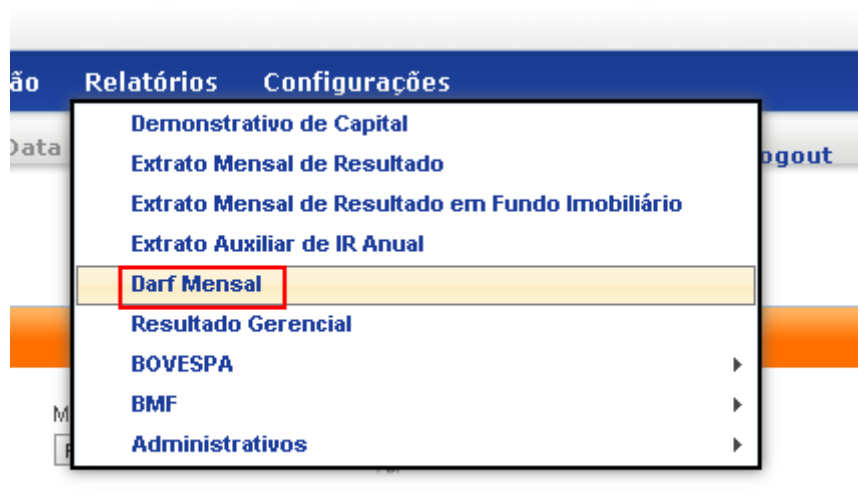 ão Relatórios Configurações
Demonstrativo de Capital
Data
ogout
Extrato Mensal de Resultado
Extrato Mensal de Resultado em Fundo Imobiliário
Extrato Auxiliar de IR Anual
Darf Mensal
Resultado Gerencial
BOVESPA
BMF
M
Administrativos